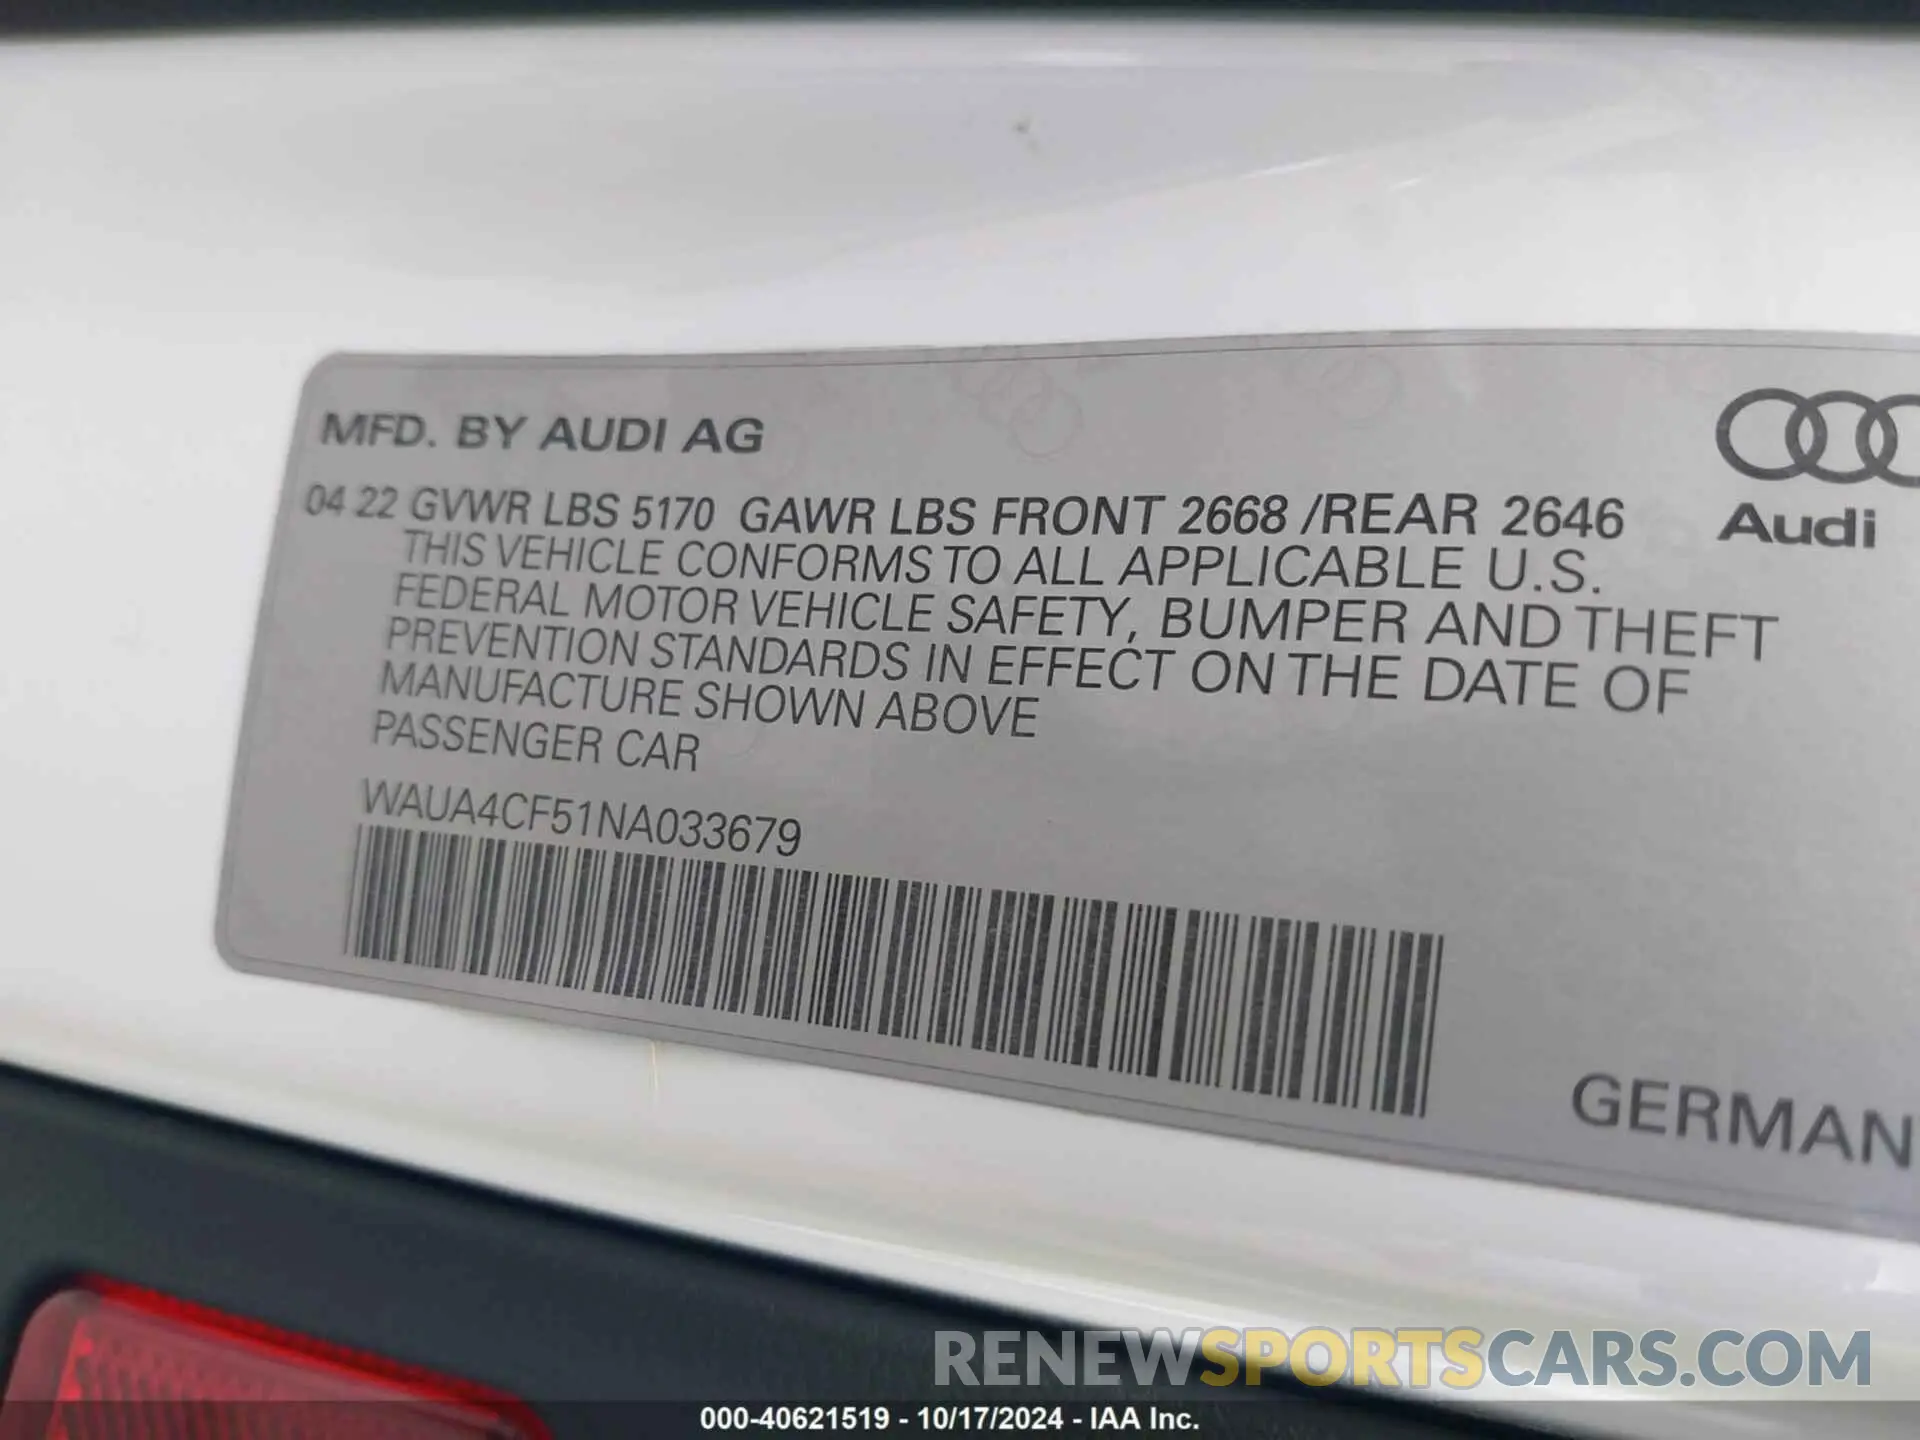 MFD. BY AUDI AG
Audi
04 22 GVWR LBS 5170 GAWR LBS FRONT 2668 /REAR 2646
THIS VEHICLE CONFORMS TO ALL APPLICABLE U.S.
FEDERAL MOTOR VEHICLE SAFETY, BUMPER AND THEFT
PREVENTION STANDARDS IN EFFECT ON THE DATE OF
MANUFACTURE SHOWN ABOVE
PASSENGER CAR
WAUA4CF51NA033679
GERMAN
RENEWSPORTSCARS.COM
000-40621519 - 10/17/2024 - IAA Inc.